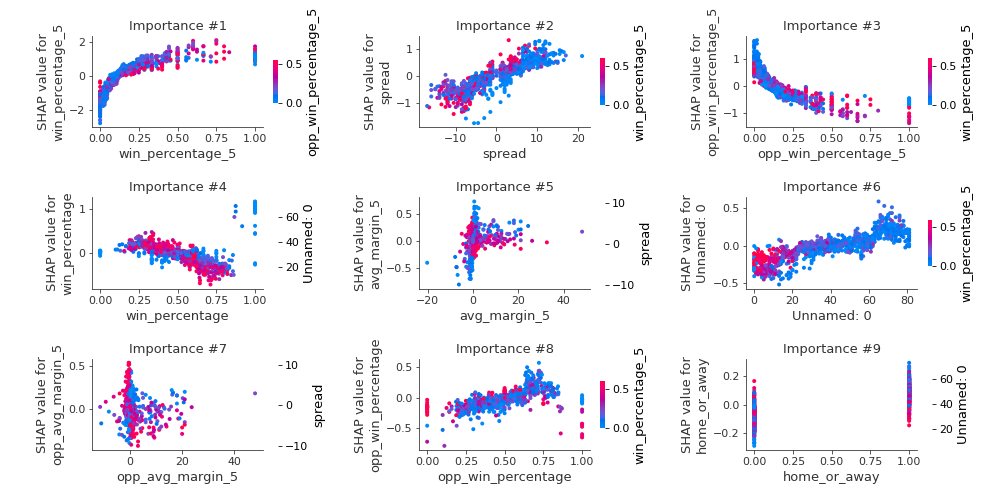 Importance #1
SHAP value for
win_percentage_5
2
0
−2
0.00 0.25 0.50 0.75 1.00
win_percentage_5
0.5
0.0
opp_win_percentage_5
Importance #2
SHAP value for
spread
1
0
−1
−10 0 10 20
spread
0.5
0.0
win_percentage_5
Importance #3
SHAP value for
opp_win_percentage_5
1
0
−1
0.00 0.25 0.50 0.75 1.00
opp_win_percentage_5
0.5
0.0
win_percentage_5
Importance #4
SHAP value for
win_percentage
1
0
0.00 0.25 0.50 0.75 1.00
win_percentage
60
40
20
Unnamed: 0
Importance #5
SHAP value for
avg_margin_5
0.5
0.0
−0.5
−20 0 20 40
avg_margin_5
10
0
−10
spread
Importance #6
SHAP value for
Unnamed: 0
0.5
0.0
−0.5
0 20 40 60 80
Unnamed: 0
0.5
0.0
win_percentage_5
Importance #7
SHAP value for
opp_avg_margin_5
0.5
0.0
0 20 40
opp_avg_margin_5
10
0
−10
spread
Importance #8
SHAP value for
opp_win_percentage
0.5
0.0
−0.5
0.00 0.25 0.50 0.75 1.00
opp_win_percentage
0.5
0.0
win_percentage_5
Importance #9
SHAP value for
home_or_away
0.2
0.0
−0.2
0.00 0.25 0.50 0.75 1.00
home_or_away
60
40
20
Unnamed: 0